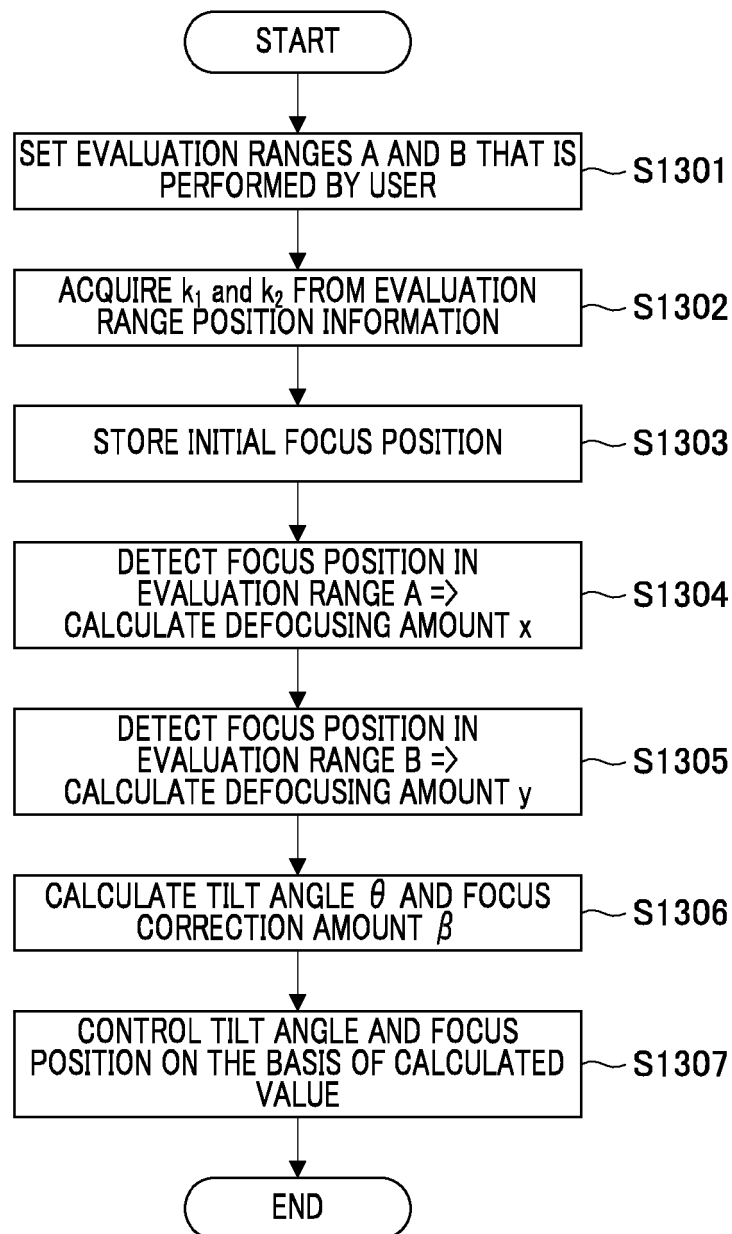 START
SET EVALUATION RANGES A AND B THAT IS
PERFORMED BY USER
S1301
ACQUIRE k₁ and k₂ FROM EVALUATION
RANGE POSITION INFORMATION
S1302
STORE INITIAL FOCUS POSITION
S1303
DETECT FOCUS POSITION IN
EVALUATION RANGE A =>
CALCULATE DEFOCUSING AMOUNT x
S1304
DETECT FOCUS POSITION IN
EVALUATION RANGE B =>
CALCULATE DEFOCUSING AMOUNT y
S1305
CALCULATE TILT ANGLE θ AND FOCUS
CORRECTION AMOUNT β
S1306
CONTROL TILT ANGLE AND FOCUS
POSITION ON THE BASIS OF CALCULATED
VALUE
S1307
END